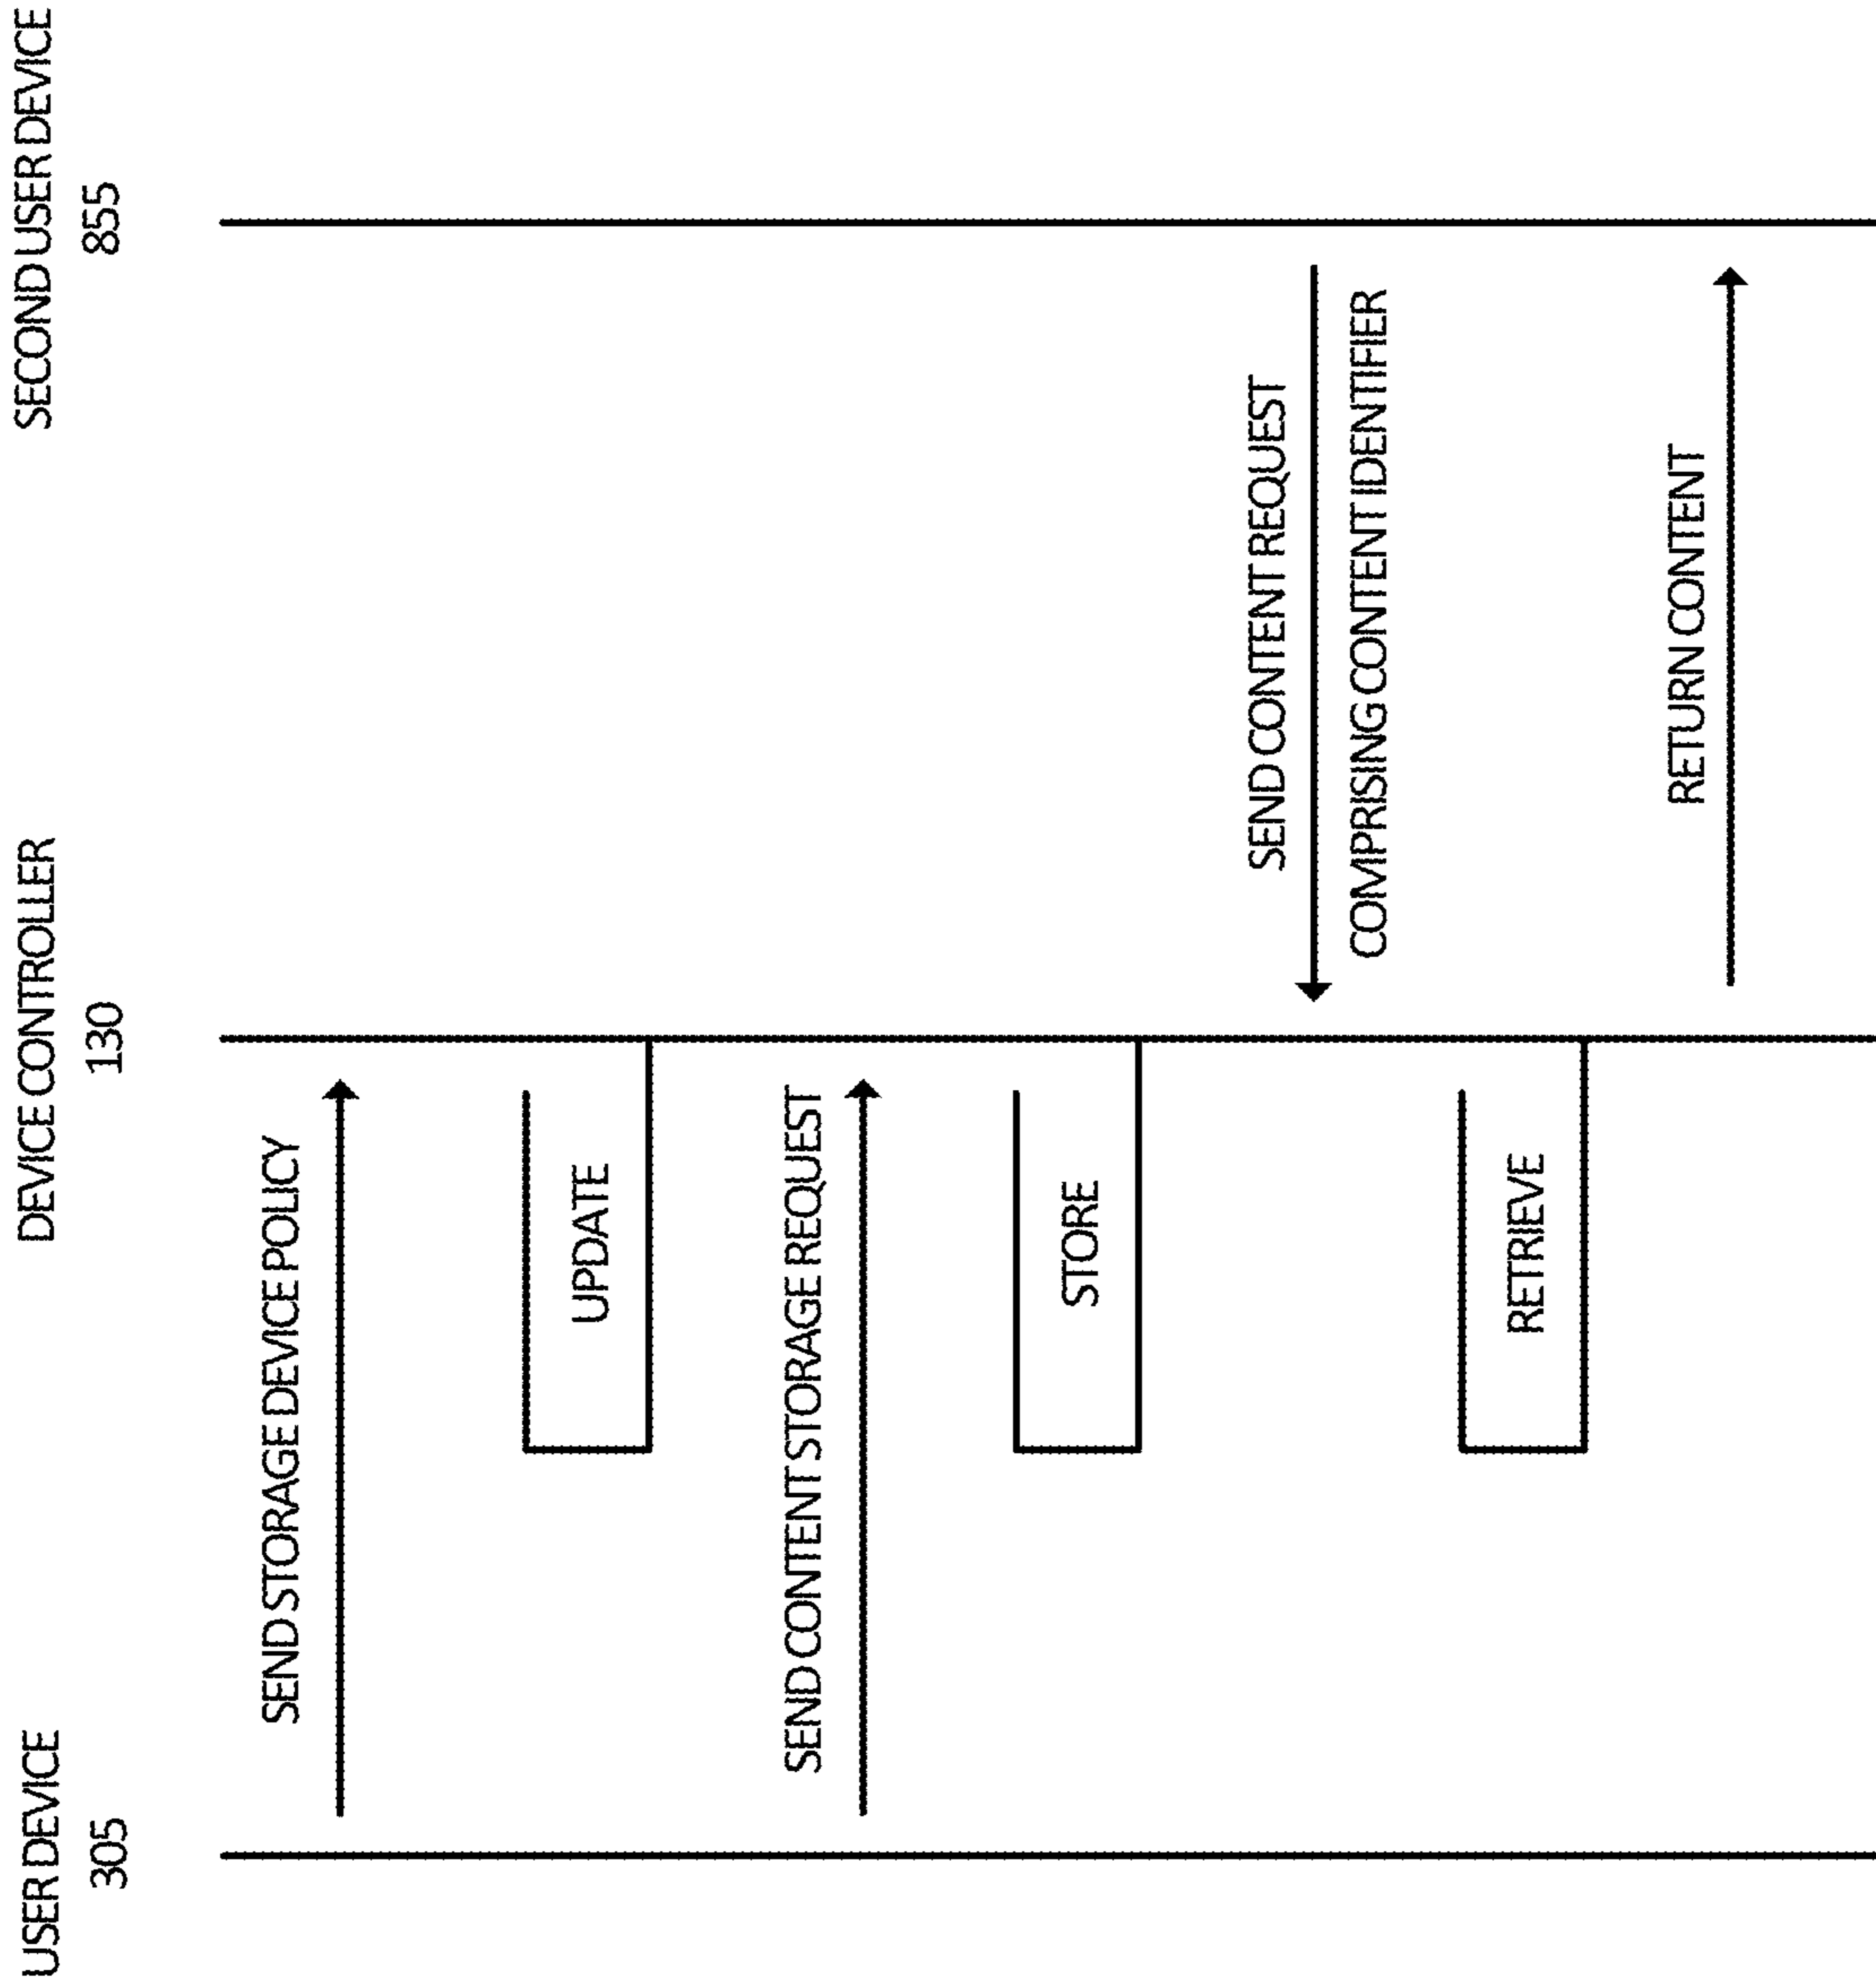 USER DEVICE
305
DEVICE CONTROLLER
130
SECOND USER DEVICE
855
SEND STORAGE DEVICE POLICY
UPDATE
SEND CONTENT STORAGE REQUEST
STORE
SEND CONTENT REQUEST
COMPRISING CONTENT IDENTIFIER
RETRIEVE
RETURN CONTENT